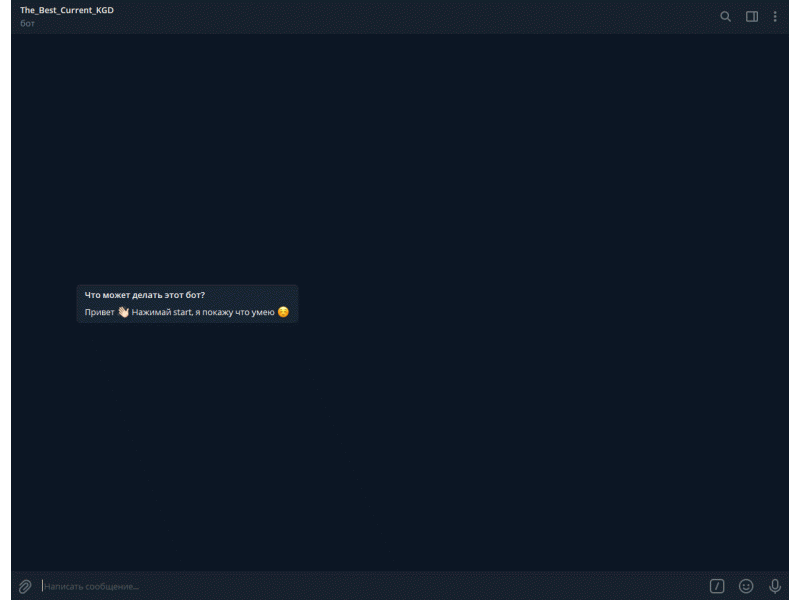 The_Best_Current_KGD
бот
Что может делать этот бот?
Привет 👋🏻 Нажимай start, я покажу что умею ☺️
Написать сообщение...